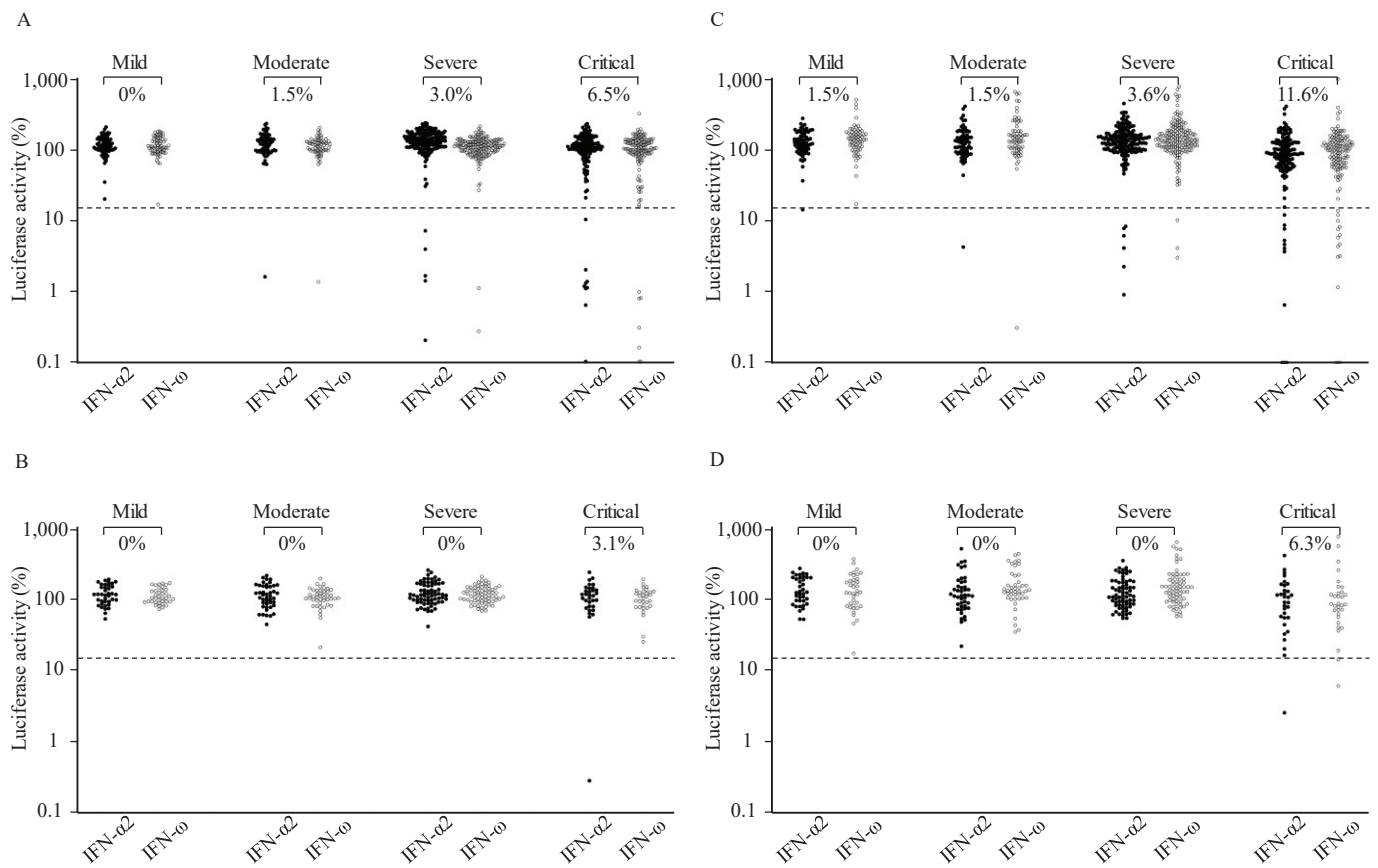 A
Mild Moderate Severe Critical
0% 1.5% 3.0% 6.5%
Luciferase activity (%)
1,000
100
10
1
0.1
IFN-α2 IFN-ω IFN-α2 IFN-ω IFN-α2 IFN-ω IFN-α2 IFN-ω
C
Mild Moderate Severe Critical
1.5% 1.5% 3.6% 11.6%
Luciferase activity (%)
1,000
100
10
1
0.1
IFN-α2 IFN-ω IFN-α2 IFN-ω IFN-α2 IFN-ω IFN-α2 IFN-ω
B
Mild Moderate Severe Critical
0% 0% 0% 3.1%
Luciferase activity (%)
1,000
100
10
1
0.1
IFN-α2 IFN-ω IFN-α2 IFN-ω IFN-α2 IFN-ω IFN-α2 IFN-ω
D
Mild Moderate Severe Critical
0% 0% 0% 6.3%
Luciferase activity (%)
1,000
100
10
1
0.1
IFN-α2 IFN-ω IFN-α2 IFN-ω IFN-α2 IFN-ω IFN-α2 IFN-ω